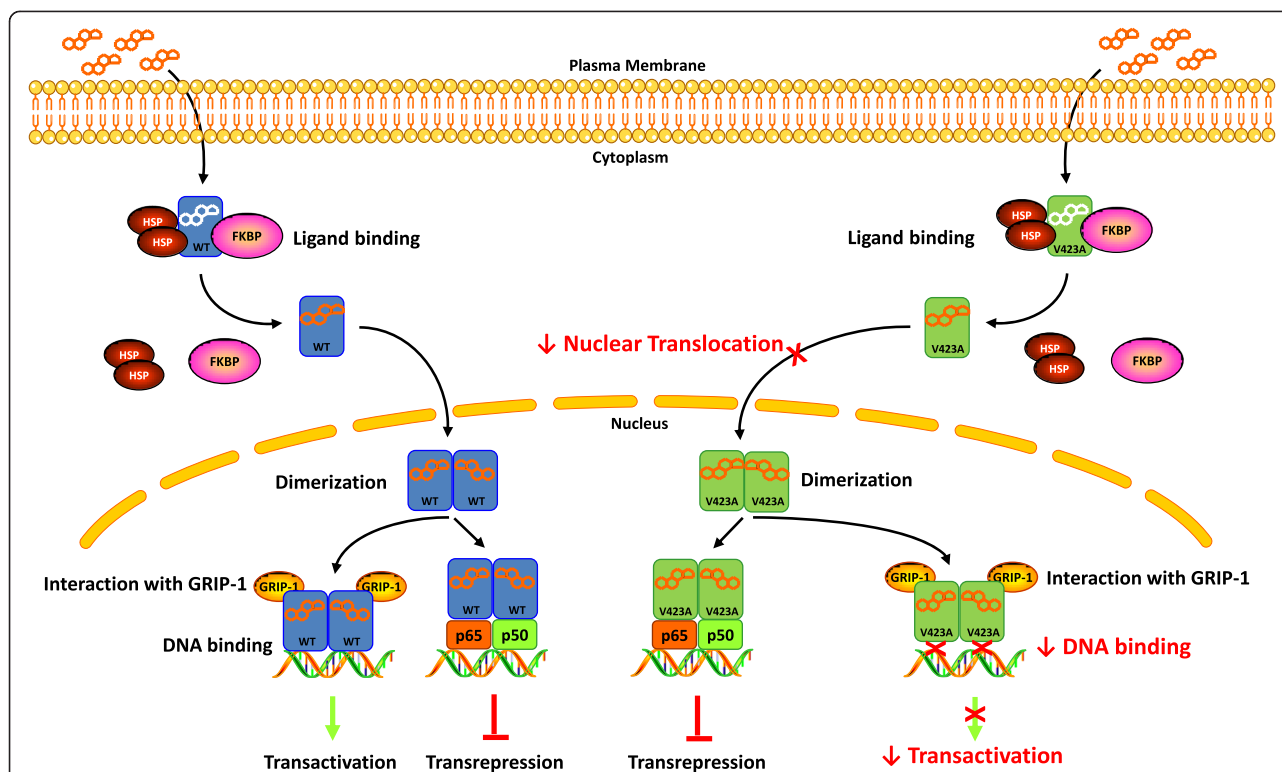 Plasma Membrane
Cytoplasm
HSP
HSP
WT
FKBP
Ligand binding
Ligand binding
HSP
HSP
V423A
FKBP
WT
↓ Nuclear Translocation
V423A
HSP
HSP
FKBP
HSP
HSP
FKBP
Nucleus
Dimerization
WT
WT
V423A
V423A
Dimerization
Interaction with GRIP-1
GRIP-1
GRIP-1
WT
WT
DNA binding
WT
WT
p65
p50
V423A
V423A
p65
p50
GRIP-1
GRIP-1
Interaction with GRIP-1
V423A
V423A
↓ DNA binding
Transactivation
Transrepression
Transrepression
↓ Transactivation